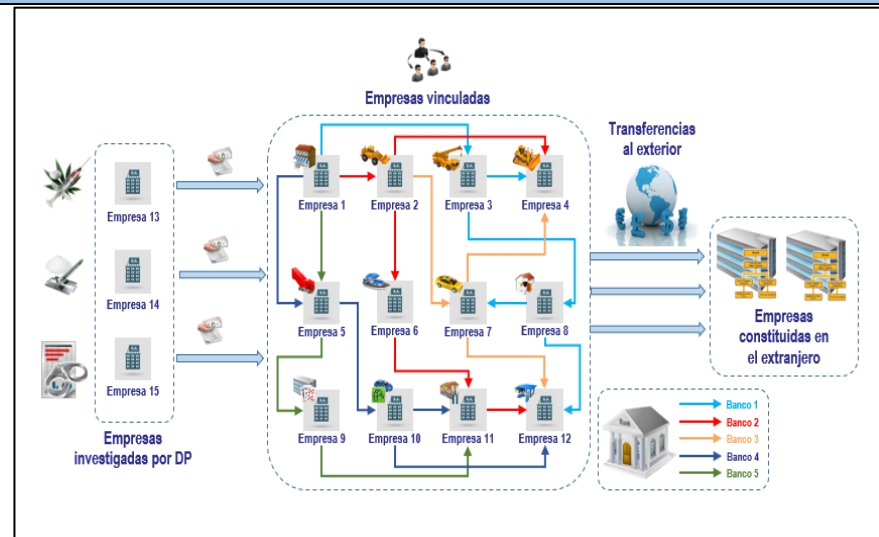 Empresas vinculadas
Transferencias
al exterior
Empresa 13
Empresa 14
Empresa 15
Empresas
investigadas por DP
Empresa 1
Empresa 2
Empresa 3
Empresa 4
Empresa 5
Empresa 6
Empresa 7
Empresa 8
Empresa 9
Empresa 10
Empresa 11
Empresa 12
Empresas
constituidas en
el extranjero
Bank
Banco 1
Banco 2
Banco 3
Banco 4
Banco 5